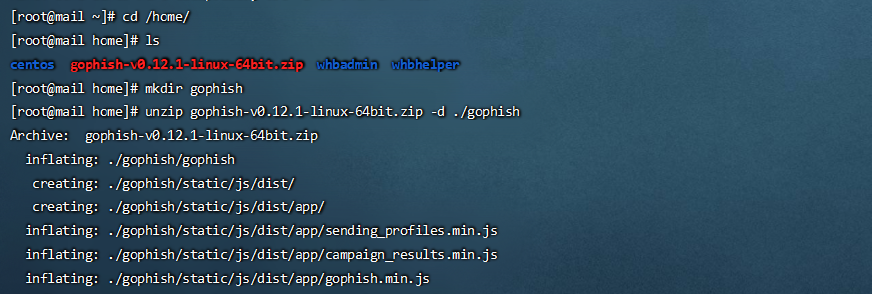 [root@mail ~]# cd /home/
[root@mail home]# ls
centos  gophish-v0.12.1-linux-64bit.zip  whbadmin  whbhelper
[root@mail home]# mkdir gophish
[root@mail home]# unzip gophish-v0.12.1-linux-64bit.zip -d ./gophish
Archive:  gophish-v0.12.1-linux-64bit.zip
  inflating: ./gophish/gophish
   creating: ./gophish/static/js/dist/
   creating: ./gophish/static/js/dist/app/
  inflating: ./gophish/static/js/dist/app/sending_profiles.min.js
  inflating: ./gophish/static/js/dist/app/campaign_results.min.js
  inflating: ./gophish/static/js/dist/app/gophish.min.js